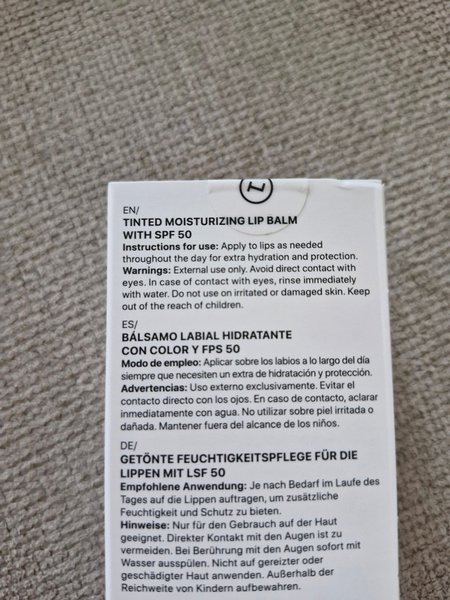 EN/
TINTED MOISTURIZING LIP BALM
WITH SPF 50
Instructions for use: Apply to lips as needed
throughout the day for extra hydration and protection.
Warnings: External use only. Avoid direct contact with
eyes. In case of contact with eyes, rinse immediately
with water. Do not use on irritated or damaged skin. Keep
out of the reach of children.
ES/
BÁLSAMO LABIAL HIDRATANTE
CON COLOR Y FPS 50
Modo de empleo: Aplicar sobre los labios a lo largo del día
siempre que necesiten un extra de hidratación y protección.
Advertencias: Uso externo exclusivamente. Evitar el
contacto directo con los ojos. En caso de contacto, aclarar
inmediatamente con agua. No utilizar sobre piel irritada o
dañada. Mantener fuera del alcance de los niños.
DE/
GETÖNTE FEUCHTIGKEITSPFLEGE FÜR DIE
LIPPEN MIT LSF 50
Empfohlene Anwendung: Je nach Bedarf im Laufe des
Tages auf die Lippen auftragen, um zusätzliche
Feuchtigkeit und Schutz zu bieten.
Hinweise: Nur für den Gebrauch auf der Haut
geeignet. Direkter Kontakt mit den Augen ist zu
vermeiden. Bei Berührung mit den Augen sofort mit
Wasser ausspülen. Nicht auf gereizter oder
geschädigter Haut anwenden. Außerhalb der
Reichweite von Kindern aufbewahren.